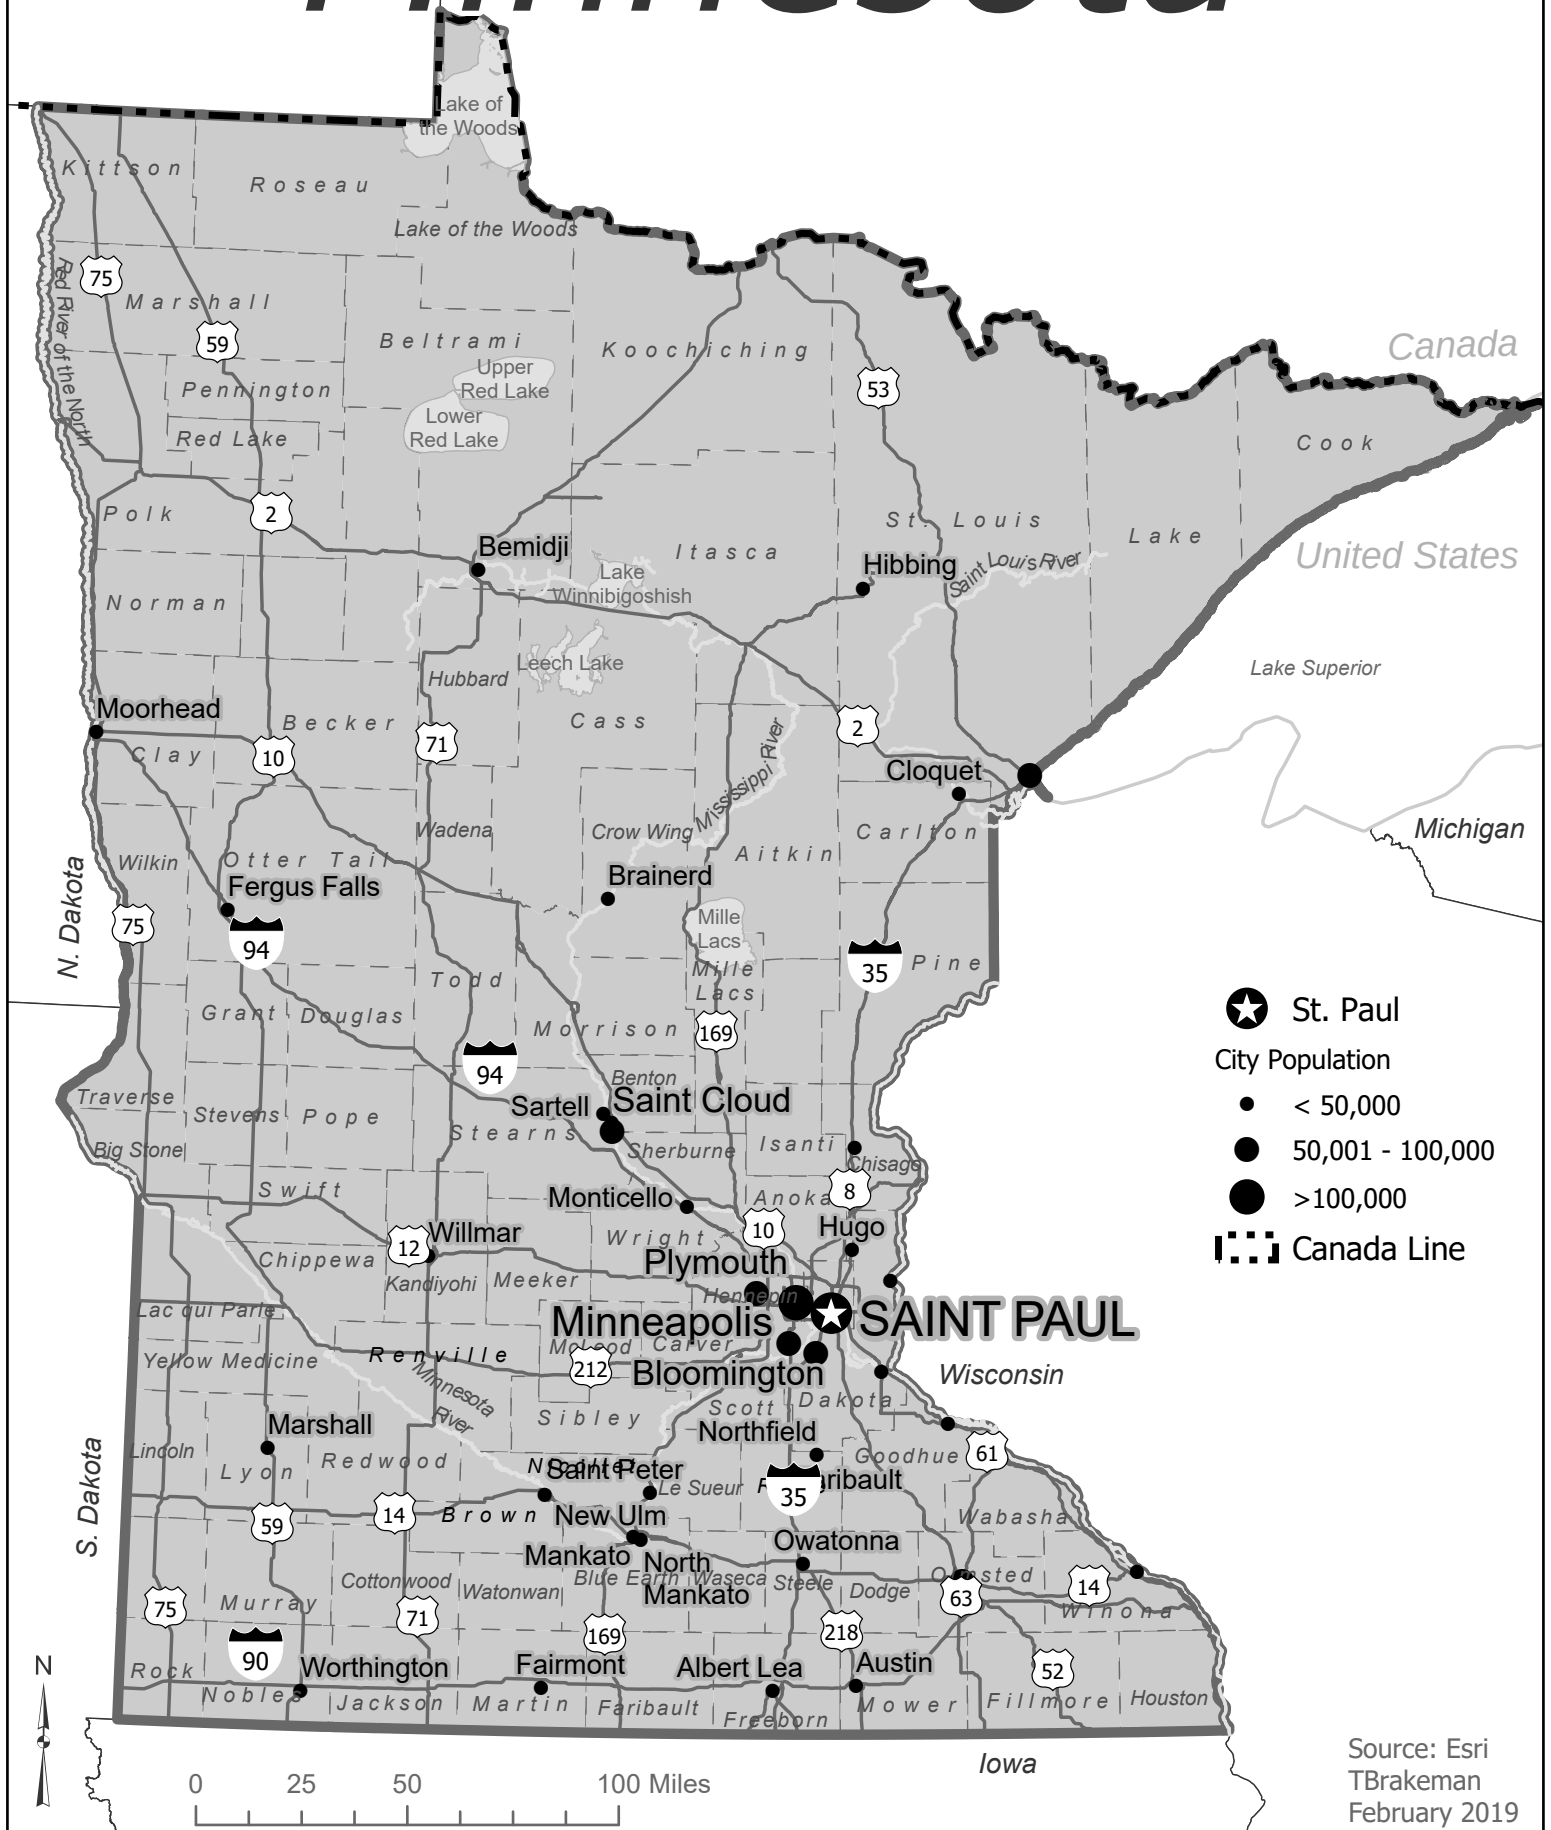 Minnesota
Lake of
the Woods
Kittson
Roseau
Lake of the Woods
75
Red River of the North
Marshall
59
Beltrami
Koochiching
Canada
Upper
Red Lake
Pennington
53
Lower
Red Lake
Red Lake
Cook
Polk
2
St. Louis
Lake
United States
Bemidji
Itasca
Hibbing
Saint Louis River
Lake
Winnibigoshish
Norman
Leech Lake
Hubbard
Lake Superior
Moorhead
Becker
Cass
71
2
Clay
10
Mississippi River
Cloquet
Wadena
Crow Wing
Carlton
Michigan
Wilkin
Otter Tail
Aitkin
Fergus Falls
Brainerd
N. Dakota
75
94
Mille
Lacs
35
Pine
Mille
Lacs
Todd
Grant
Douglas
Morrison
169
St. Paul
City Population
94
Benton
Traverse
Stevens
Pope
Sartell
Saint Cloud
< 50,000
Stearns
Big Stone
Sherburne
Isanti
Chisago
50,001 - 100,000
Swift
Monticello
Anoka
8
>100,000
12
Willmar
Wright
10
Hugo
Canada Line
Chippewa
Kandiyohi
Meeker
Plymouth
Hennepin
Lac qui Parle
Minneapolis
SAINT PAUL
Yellow Medicine
Renville
McLeod
Carver
212
Bloomington
Wisconsin
Minnesota
River
Scott
Dakota
Marshall
Sibley
Northfield
Lincoln
Lyon
Redwood
Saint Peter
Goodhue
61
Le Sueur
35
aribault
S. Dakota
59
14
Brown
New Ulm
Wabasha
Mankato
North
Mankato
Owatonna
Cottonwood
Watonwan
Blue Earth
Waseca
Steele
Dodge
Olmsted
63
14
75
Murray
71
Winona
169
218
90
Rock
Worthington
Fairmont
Albert Lea
Austin
52
Nobles
Jackson
Martin
Faribault
Freeborn
Mower
Fillmore
Houston
N
Iowa
0 25 50 100 Miles
Source: Esri
TBrakeman
February 2019